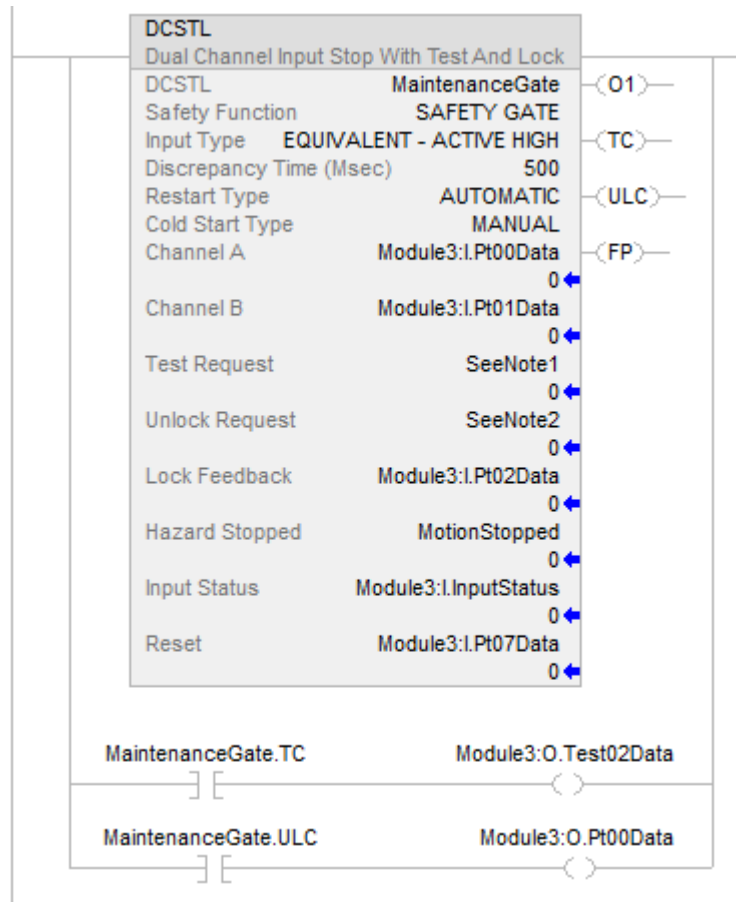 DCSTL
Dual Channel Input Stop With Test And Lock
DCSTL MaintenanceGate O1
Safety Function SAFETY GATE
Input Type EQUIVALENT - ACTIVE HIGH TC
Discrepancy Time (Msec) 500
Restart Type AUTOMATIC ULC
Cold Start Type MANUAL
Channel A Module3:I.Pt00Data FP
0
Channel B Module3:I.Pt01Data
0
Test Request SeeNote1
0
Unlock Request SeeNote2
0
Lock Feedback Module3:I.Pt02Data
0
Hazard Stopped MotionStopped
0
Input Status Module3:I.InputStatus
0
Reset Module3:I.Pt07Data
0
MaintenanceGate.TC Module3:O.Test02Data
MaintenanceGate.ULC Module3:O.Pt00Data